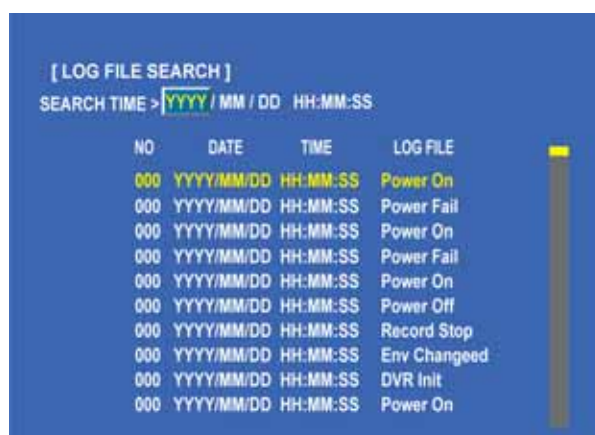 [ LOG FILE SEARCH ]
SEARCH TIME > YYYY / MM / DD HH:MM:SS
NO DATE TIME LOG FILE
000 YYYY/MM/DD HH:MM:SS Power On
000 YYYY/MM/DD HH:MM:SS Power Fail
000 YYYY/MM/DD HH:MM:SS Power On
000 YYYY/MM/DD HH:MM:SS Power Fail
000 YYYY/MM/DD HH:MM:SS Power On
000 YYYY/MM/DD HH:MM:SS Power Off
000 YYYY/MM/DD HH:MM:SS Record Stop
000 YYYY/MM/DD HH:MM:SS Env Changeed
000 YYYY/MM/DD HH:MM:SS DVR Init
000 YYYY/MM/DD HH:MM:SS Power On